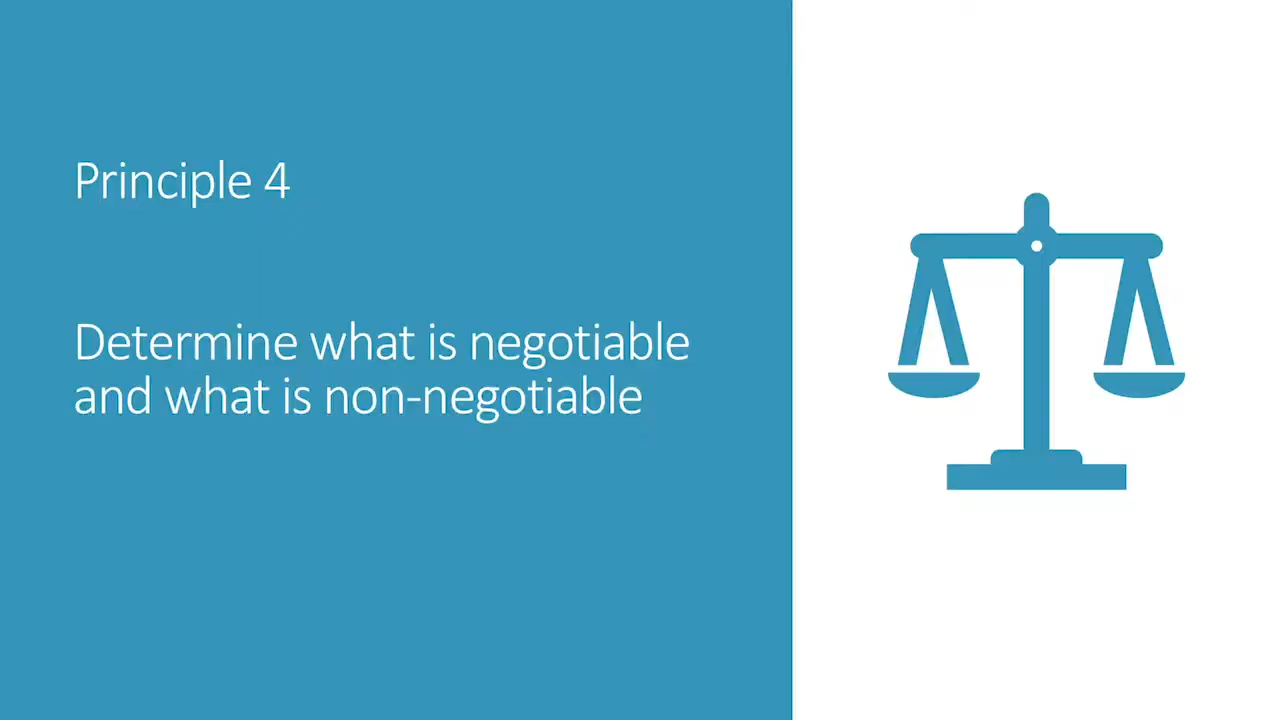 Principle 4
Determine what is negotiable
and what is non-negotiable